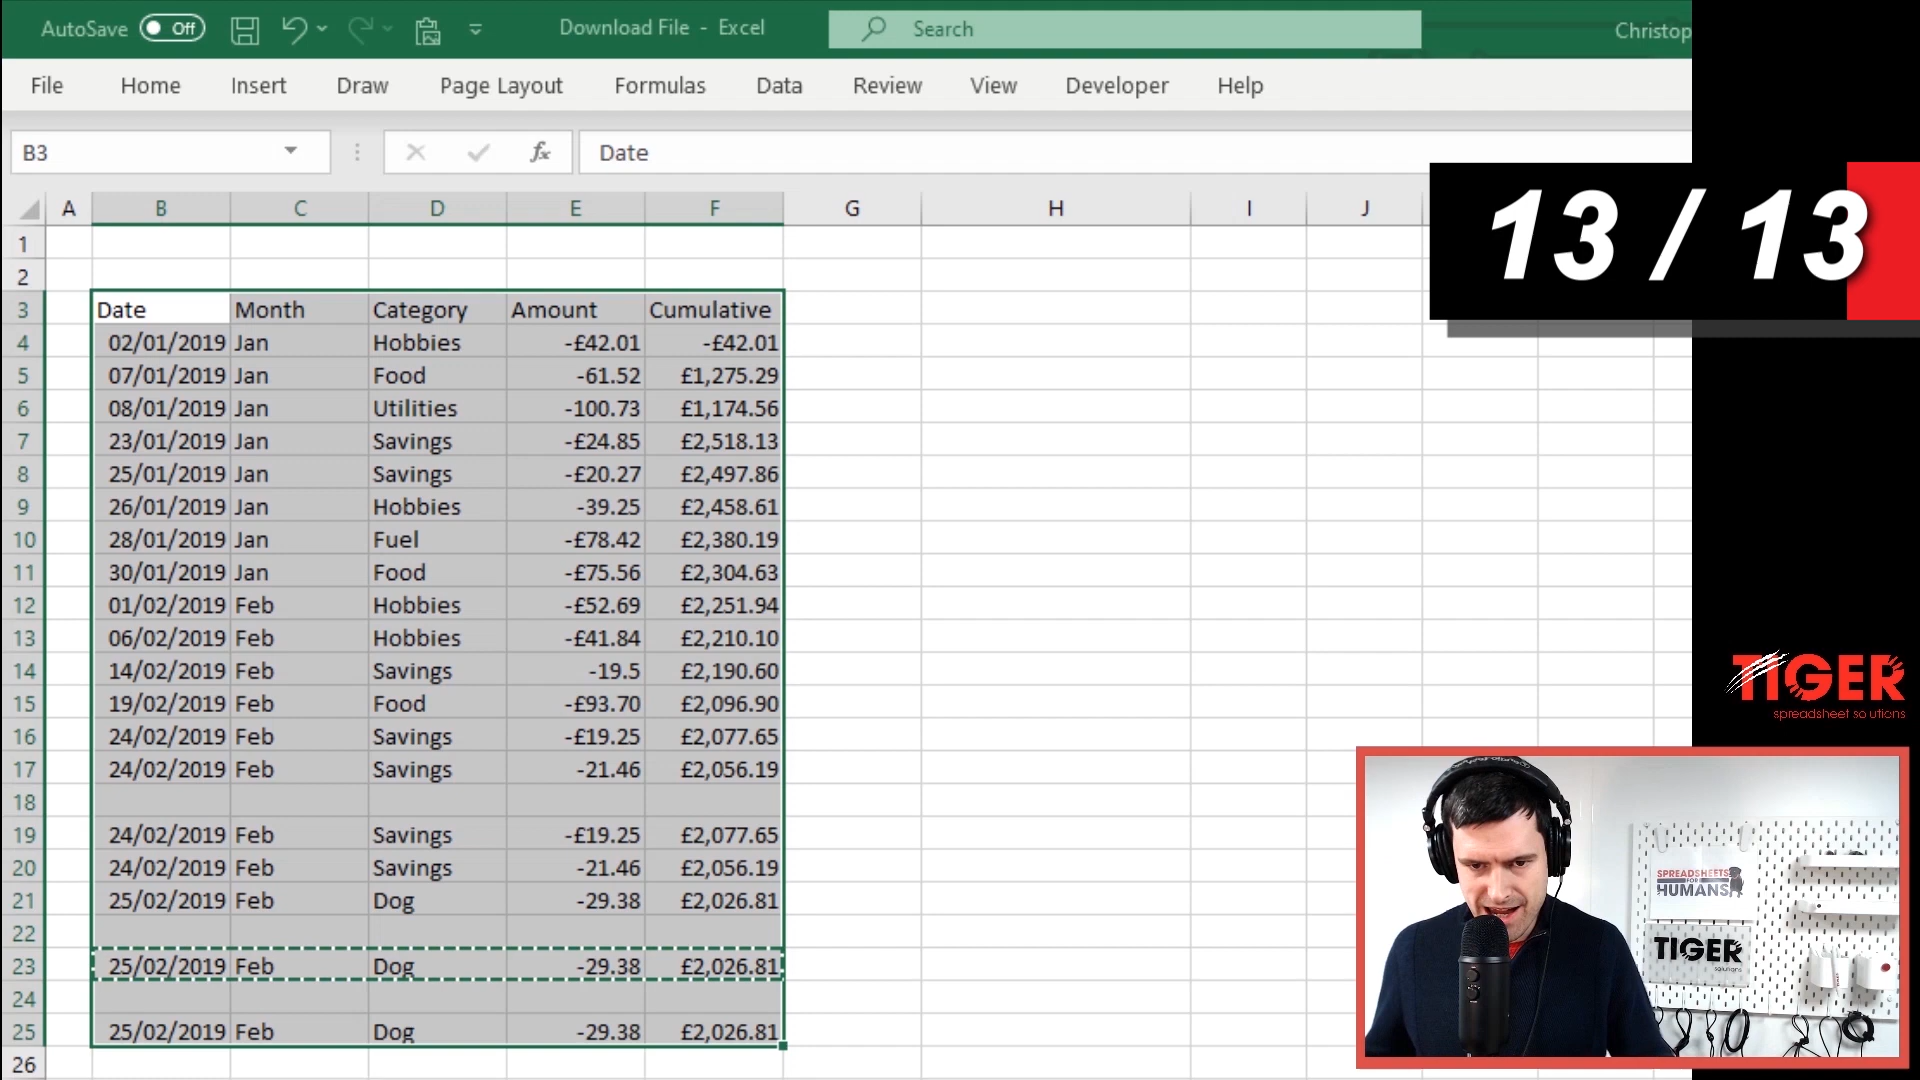 AutoSave Off Download File - Excel Search Christop
File Home Insert Draw Page Layout Formulas Data Review View Developer Help
B3 fx Date
13 / 13
A B C D E F G H I J
1
2
3 Date Month Category Amount Cumulative
4 02/01/2019 Jan Hobbies -£42.01 -£42.01
5 07/01/2019 Jan Food -61.52 £1,275.29
6 08/01/2019 Jan Utilities -100.73 £1,174.56
7 23/01/2019 Jan Savings -£24.85 £2,518.13
8 25/01/2019 Jan Savings -£20.27 £2,497.86
9 26/01/2019 Jan Hobbies -39.25 £2,458.61
10 28/01/2019 Jan Fuel -£78.42 £2,380.19
11 30/01/2019 Jan Food -£75.56 £2,304.63
12 01/02/2019 Feb Hobbies -£52.69 £2,251.94
13 06/02/2019 Feb Hobbies -£41.84 £2,210.10
14 14/02/2019 Feb Savings -19.5 £2,190.60
15 19/02/2019 Feb Food -£93.70 £2,096.90
16 24/02/2019 Feb Savings -£19.25 £2,077.65
17 24/02/2019 Feb Savings -21.46 £2,056.19
18
19 24/02/2019 Feb Savings -£19.25 £2,077.65
20 24/02/2019 Feb Savings -21.46 £2,056.19
21 25/02/2019 Feb Dog -29.38 £2,026.81
22
23 25/02/2019 Feb Dog -29.38 £2,026.81
24
25 25/02/2019 Feb Dog -29.38 £2,026.81
26
TIGER
spreadsheet solutions
SPREADSHEETS
FOR
HUMANS
TIGER
solutions